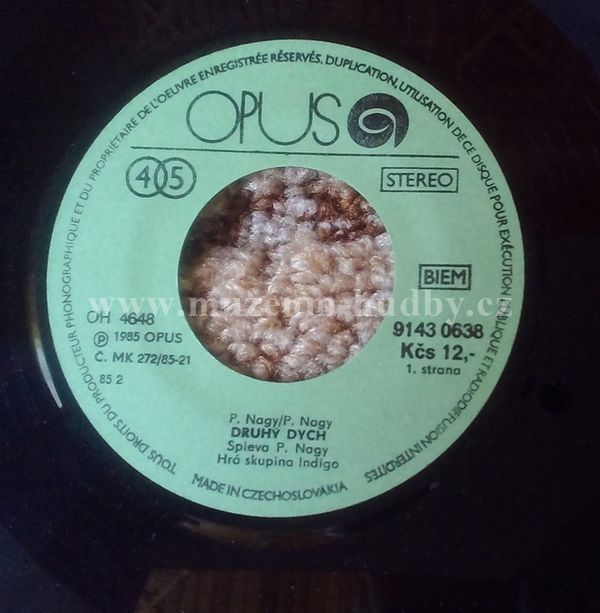 TOUS DROITS DU PRODUCTEUR PHONOGRAPHIQUE ET DU PROPRIÉTAIRE DE L'OEUVRE ENREGISTRÉE RÉSERVÉS. DUPLICATION, UTILISATION DE CE DISQUE POUR EXÉCUTION PUBLIQUE ET RADIODIFFUSION INTERDITES
OPUS
45
STEREO
BIEM
www.muzeum-hudby.cz
OH 4648
℗ 1985 OPUS
Č. MK 272/85-21
85 2
9143 0638
Kčs 12,-
1. strana
P. Nagy/P. Nagy
DRUHÝ DYCH
Spieva P. Nagy
Hrá skupina Indigo
MADE IN CZECHOSLOVAKIA